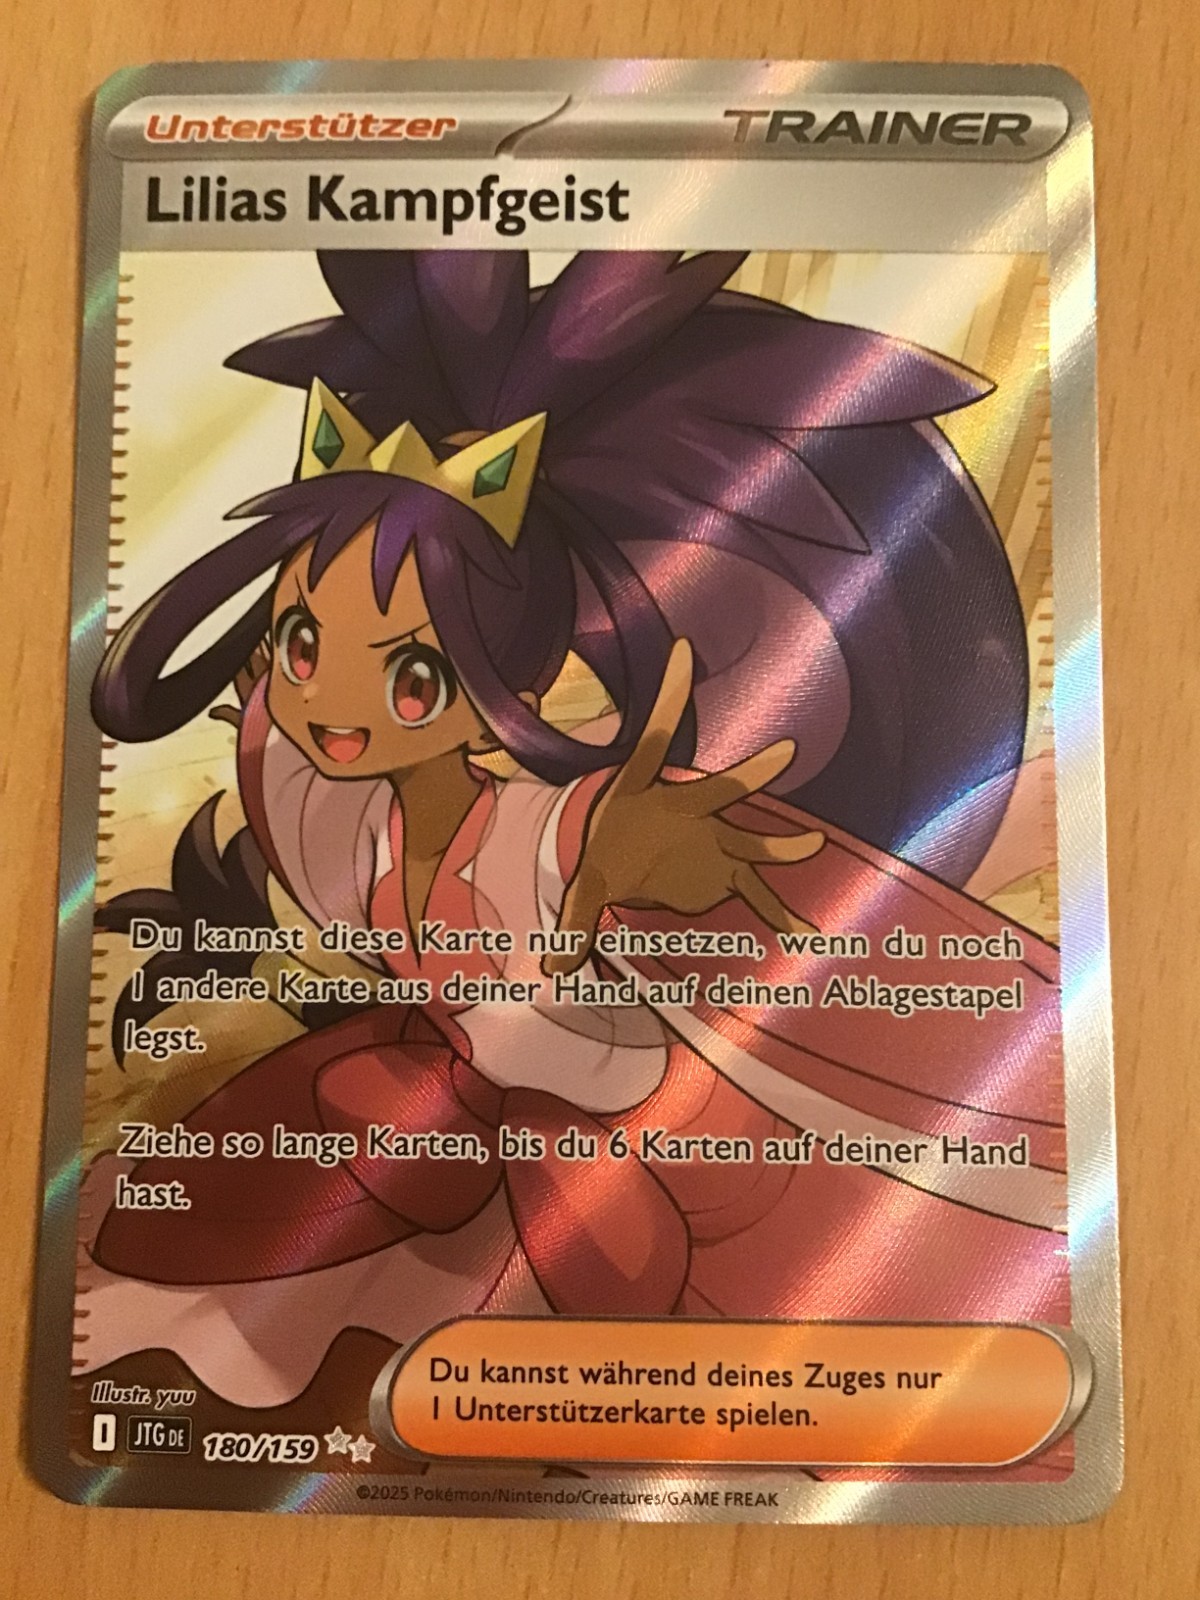 Unterstützer TRAINER
Lilias Kampfgeist
Du kannst diese Karte nur einsetzen, wenn du noch
1 andere Karte aus deiner Hand auf deinen Ablagestapel
legst.
Ziehe so lange Karten, bis du 6 Karten auf deiner Hand
hast.
Du kannst während deines Zuges nur
1 Unterstützerkarte spielen.
Illustr. yuu
I JTG DE 180/159
©2025 Pokémon/Nintendo/Creatures/GAME FREAK